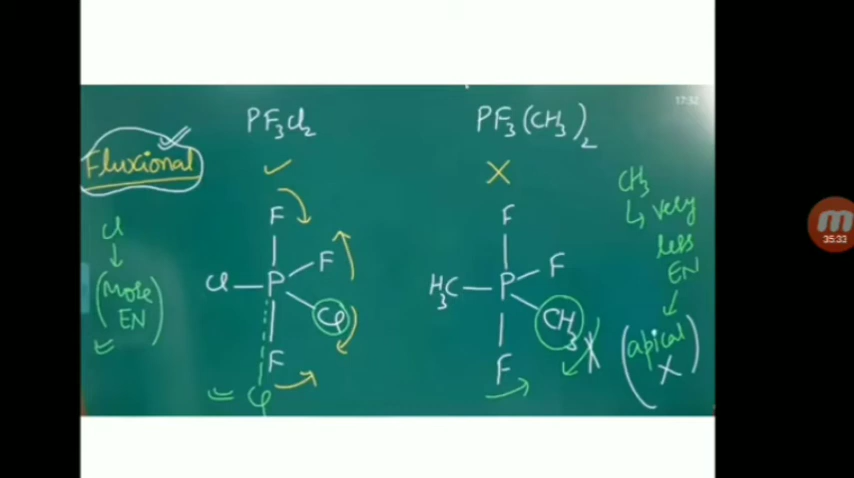 17:32
PF₃Cl₂
PF₃(CH₃)₂
Fluxional
✓
X
CH₃
↳ very
less
EN
↓
(apical
X)
Cl
↓
(More
EN)
F
F
Cl — P
Cl
F
Cl
F
F
H₃C — P
CH₃
X
F
m
35:33